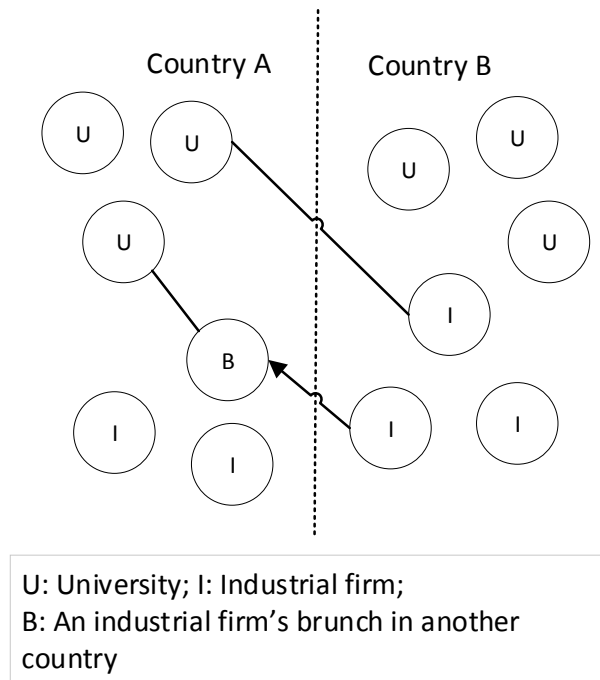 Country A
Country B
U
U
U
U
U
U
I
B
I
I
I
I
U: University; I: Industrial firm;
B: An industrial firm's brunch in another
country